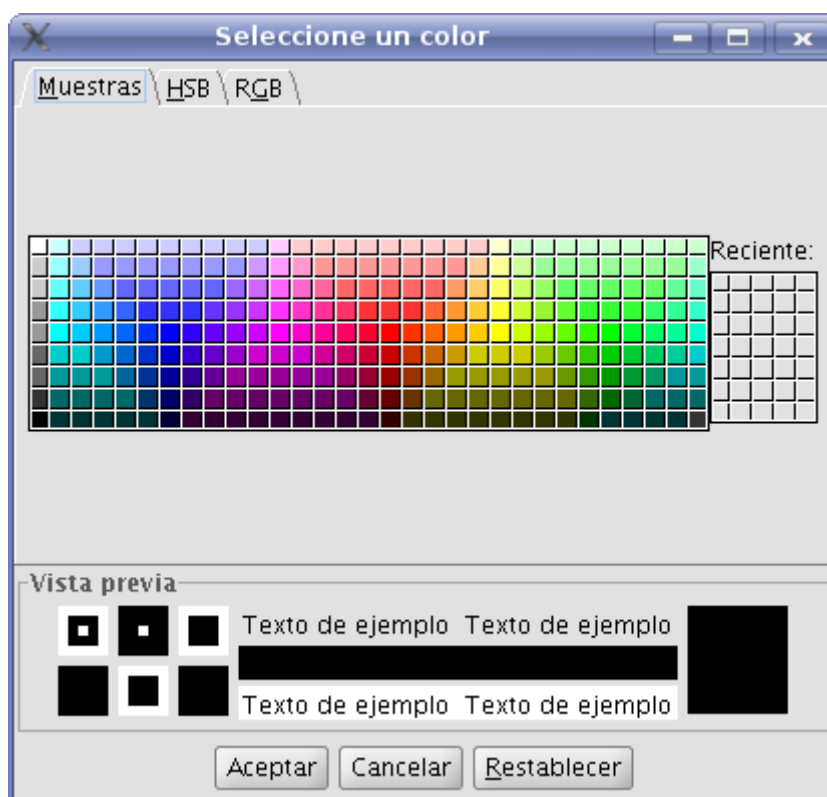 Seleccione un color
Muestras HSB RGB
Reciente:
Vista previa
Texto de ejemplo Texto de ejemplo
Texto de ejemplo Texto de ejemplo
Aceptar Cancelar Restablecer